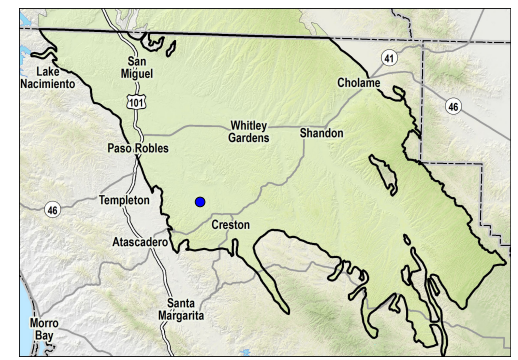 Lake
Nacimiento
San
Miguel
101
41
Cholame
46
Whitley
Gardens
Shandon
Paso Robles
Templeton
46
Creston
Atascadero
Santa
Margarita
Morro
Bay